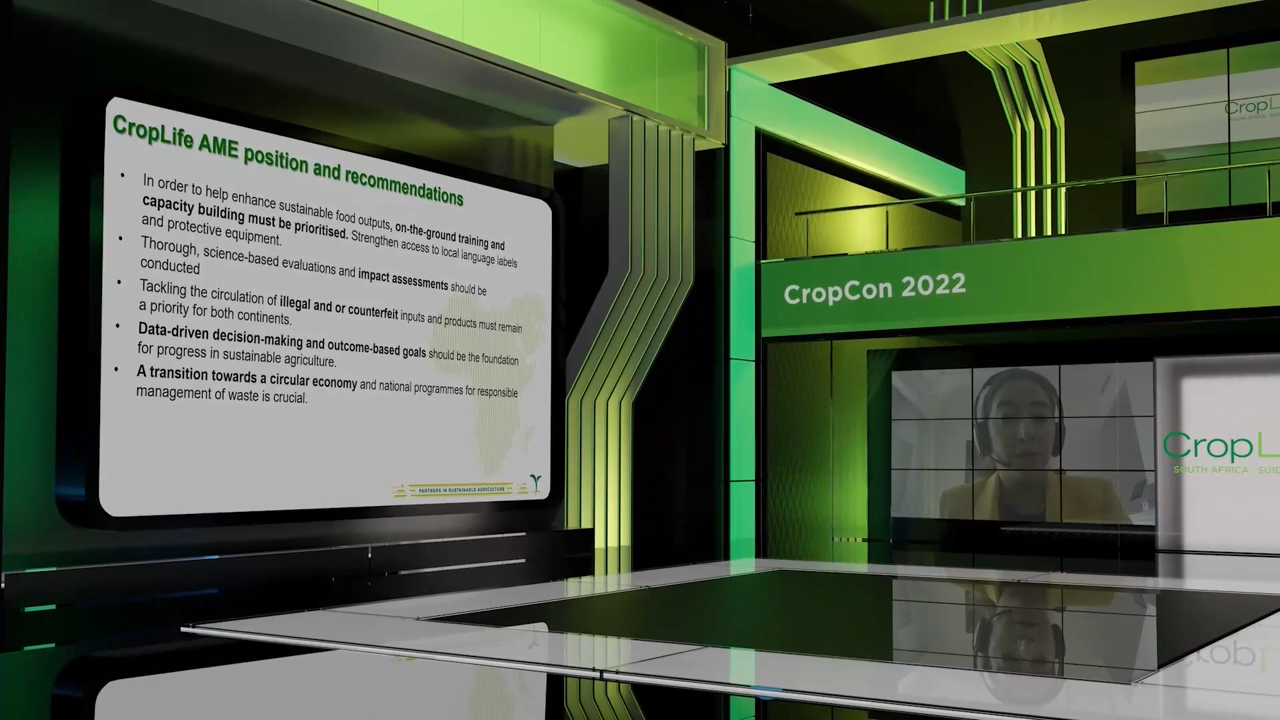 CropLife AME position and recommendations
• In order to help enhance sustainable food outputs, on-the-ground training and
capacity building must be prioritised. Strengthen access to local language labels
and protective equipment.
• Thorough, science-based evaluations and impact assessments should be
conducted
• Tackling the circulation of illegal and or counterfeit inputs and products must remain
a priority for both continents.
• Data-driven decision-making and outcome-based goals should be the foundation
for progress in sustainable agriculture.
• A transition towards a circular economy and national programmes for responsible
management of waste is crucial.
PARTNERS IN SUSTAINABLE AGRICULTURE
CropL
CropCon 2022
CropL
SOUTH AFRICA SUID